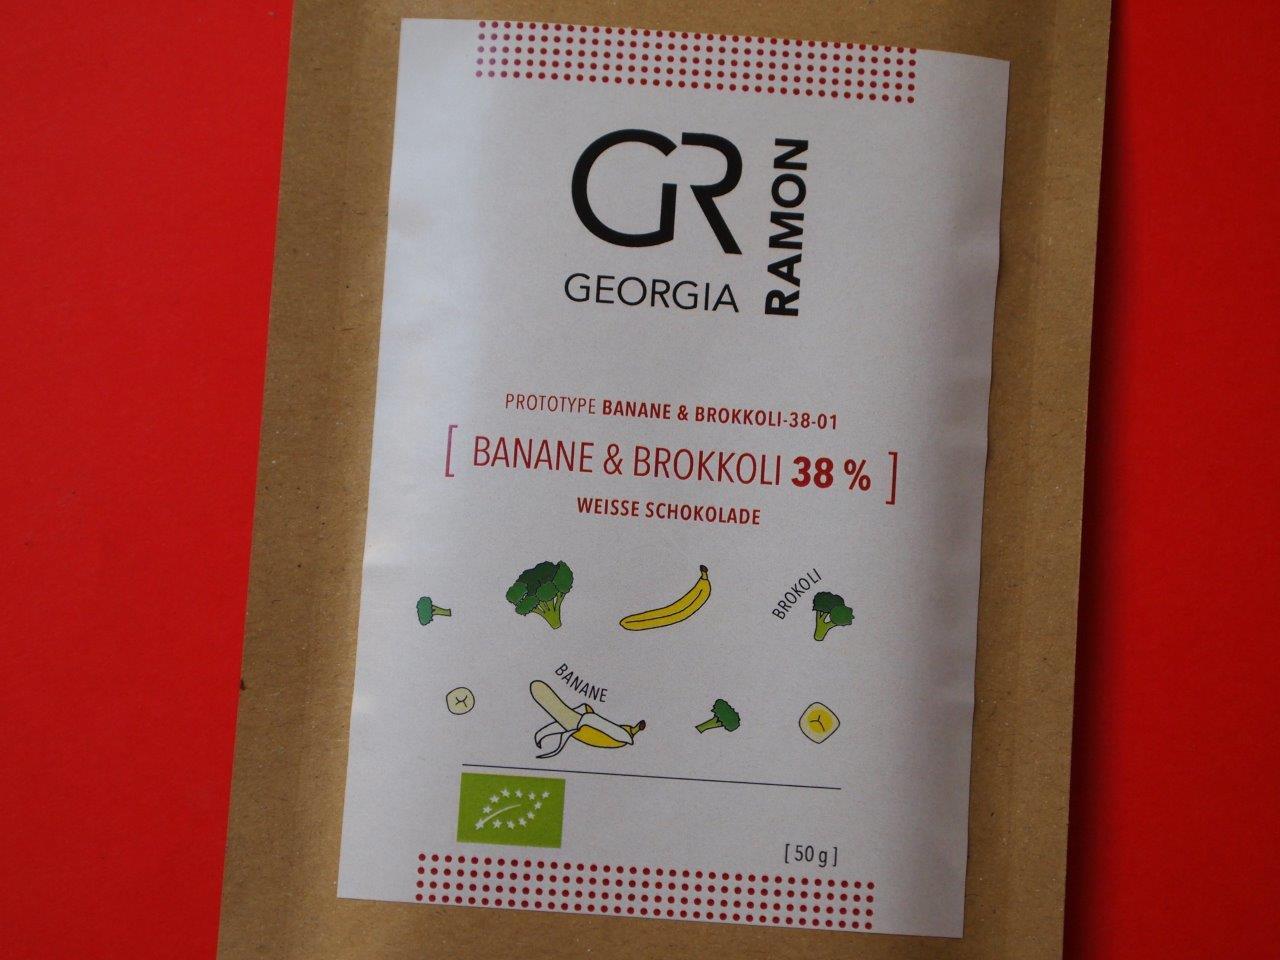 GR
GEORGIA
RAMON
PROTOTYPE BANANE & BROKKOLI-38-01
[ BANANE & BROKKOLI 38 % ]
WEISSE SCHOKOLADE
BROKOLI
BANANE
[ 50 g ]